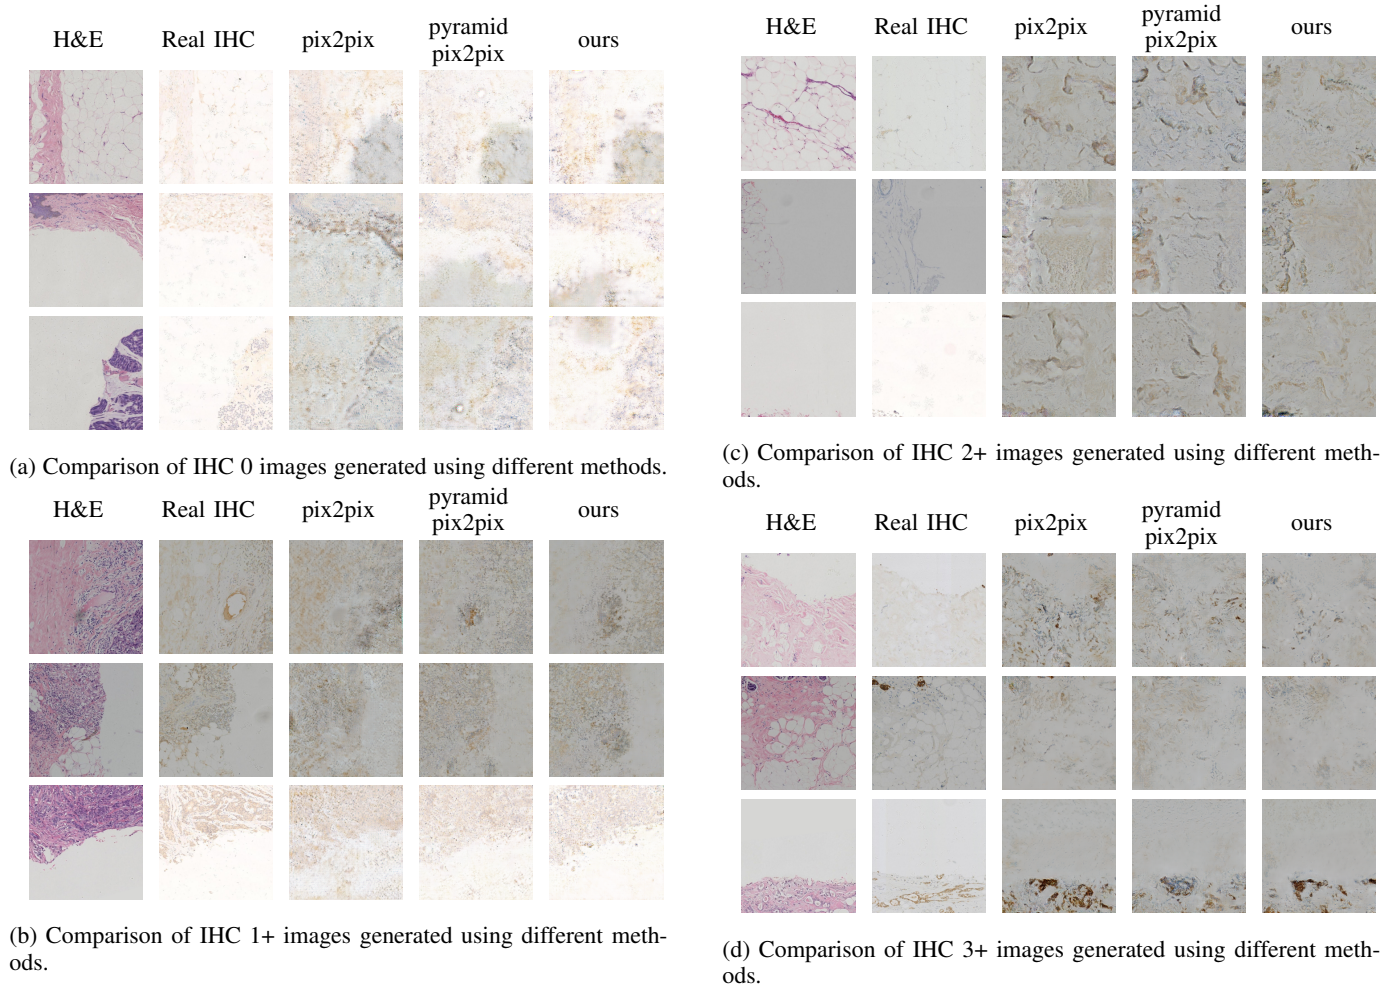 H&E Real IHC pix2pix pyramid pix2pix ours
(a) Comparison of IHC 0 images generated using different methods.
H&E Real IHC pix2pix pyramid pix2pix ours
(b) Comparison of IHC 1+ images generated using different meth-
ods.
H&E Real IHC pix2pix pyramid pix2pix ours
(c) Comparison of IHC 2+ images generated using different meth-
ods.
H&E Real IHC pix2pix pyramid pix2pix ours
(d) Comparison of IHC 3+ images generated using different meth-
ods.